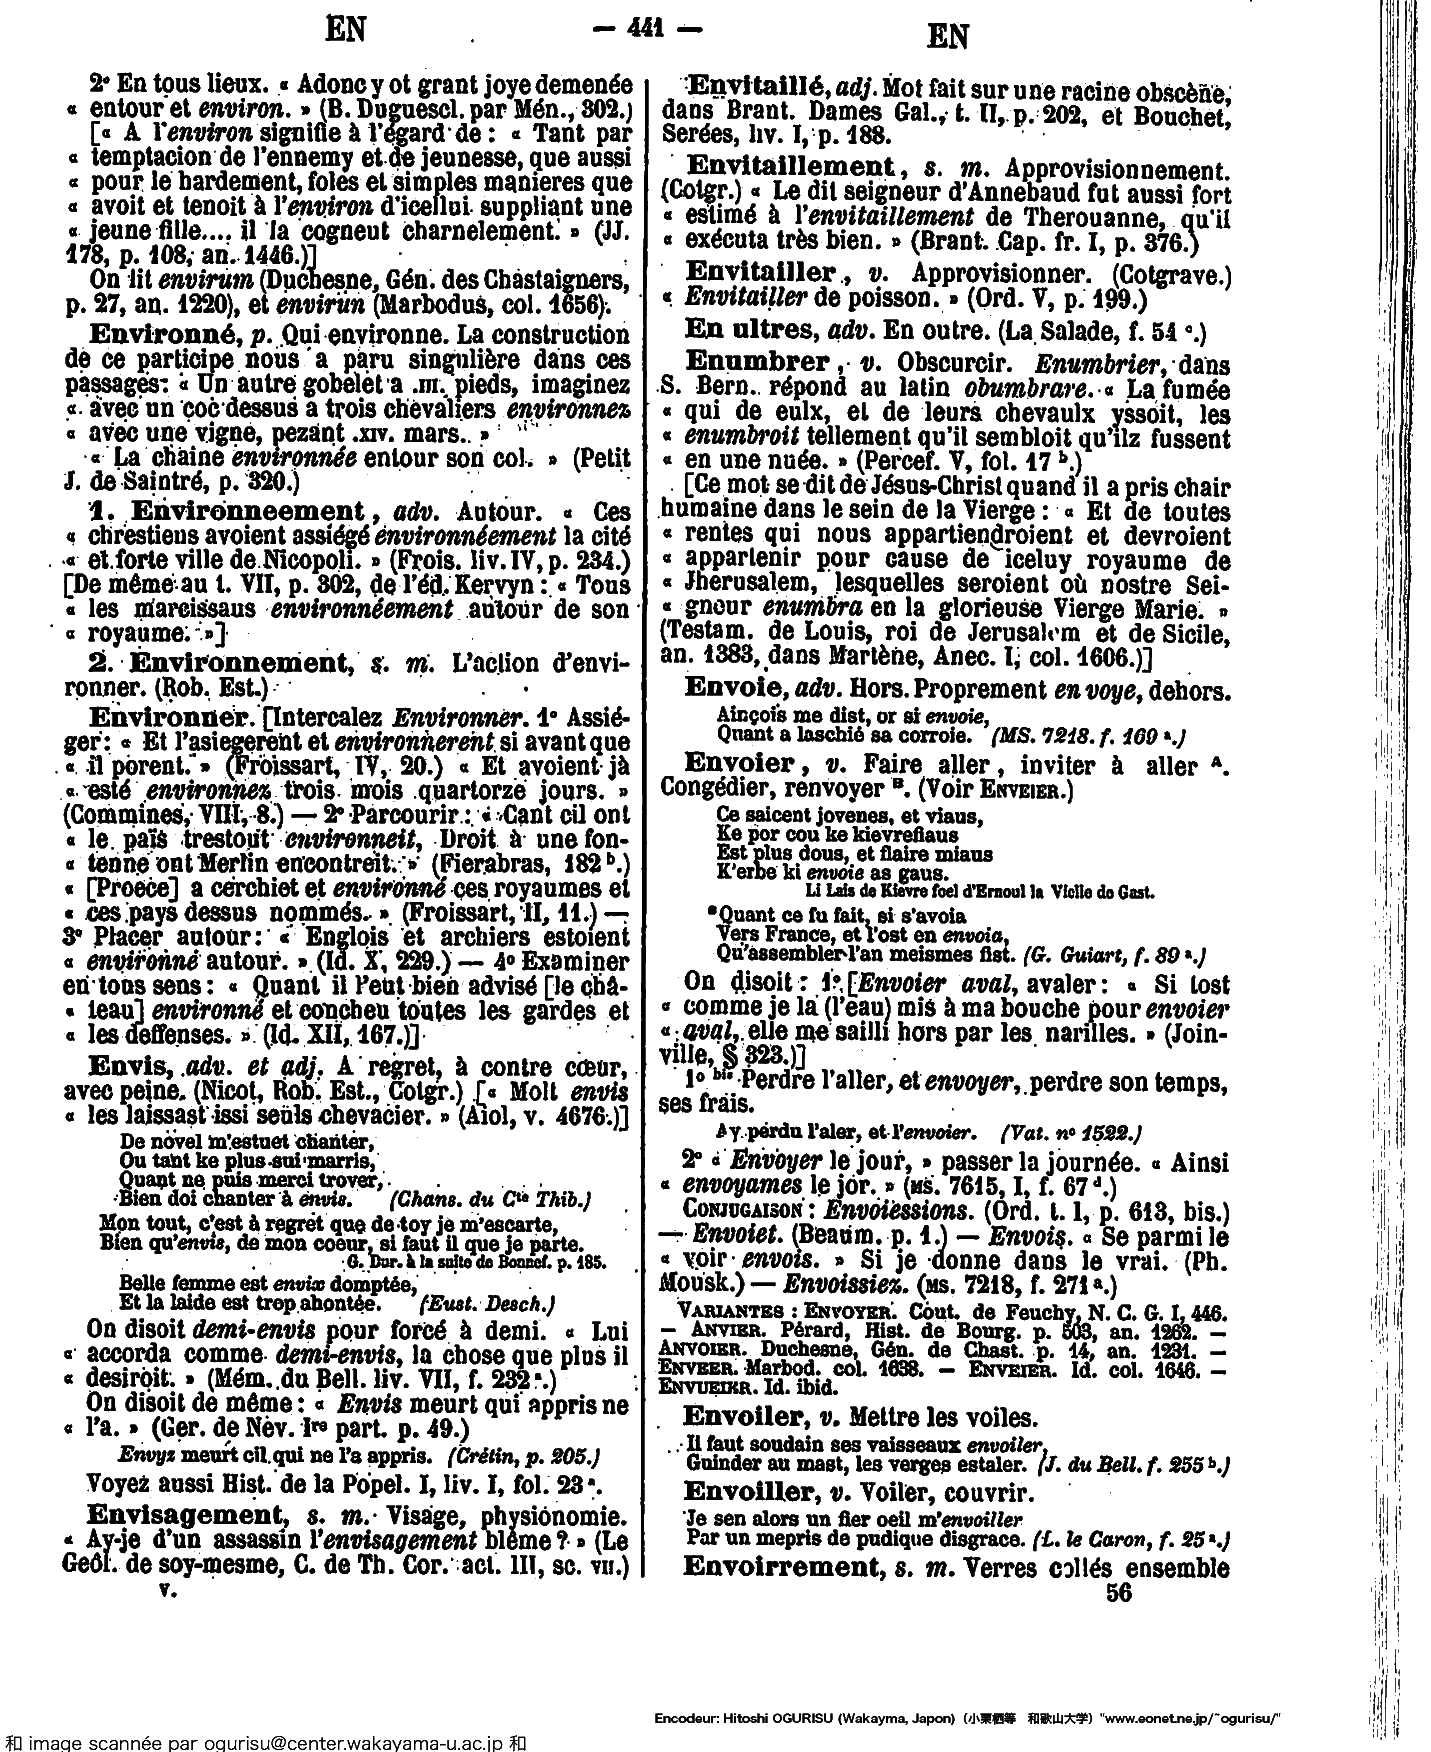 EN
— 441 —
EN
2° En tous lieux. « Adonc y ot grant joye demenée
« entour et environ. » (B. Duguescl. par Mén., 302.)
[« A l'environ signifie à l'égard de : « Tant par
« temptacion de l'ennemy et de jeunesse, que aussi
« pour le hardement, foles et simples manieres que
« avoit et tenoit à l'environ d'icellui suppliant une
« jeune fille.... il la cogneut charnelement. » (JJ.
178, p. 108, an. 1446.)]
On lit envirum (Duchesne, Gén. des Chastaigners,
p. 27, an. 1220), et envirun (Marbodus, col. 1656).
Environné, p. Qui environne. La construction
de ce participe nous a paru singulière dans ces
passages: « Un autre gobelet a .III. pieds, imaginez
« avec un coc dessus a trois chevaliers environnez
« avec une vigne, pezant .XIV. mars. »
« La chaine environnée entour son col. » (Petit
J. de Saintré, p. 320.)
1. Environneement, adv. Autour. « Ces
« chrestiens avoient assiégé environnéement la cité
« et forte ville de Nicopoli. » (Frois. liv. IV, p. 234.)
[De même au t. VII, p. 302, de l'éd. Kervyn : « Tous
« les marcissaus environnéement autour de son
« royaume. »]
2. Environnement, s. m. L'action d'envi-
ronner. (Rob. Est.)
Environner. [Intercalez Environner. 1° Assié-
ger : « Et l'asiegerent et environnerent si avant que
« il porent. » (Froissart, IV, 20.) « Et avoient jà
« esté environnez trois mois quartorze jours. »
(Commines, VIII, 8.) — 2° Parcourir : « Cant cil ont
« le païs trestout environneit, Droit à une fon-
« tenne ont Merlin encontreit. » (Fierabras, 182 b.)
« [Proece] a cerchiet et environné ces royaumes et
« ces pays dessus nommés. » (Froissart, II, 11.) —
3° Placer autour : « Englois et archiers estoient
« environné autour. » (Id. X, 229.) — 4° Examiner
en tous sens : « Quant il l'eut bien advisé [le châ-
« teau] environné et concheu toutes les gardes et
« les deffenses. » (Id. XII, 167.)]
Envis, adv. et adj. A regret, à contre cœur,
avec peine. (Nicot, Rob. Est., Cotgr.) [« Molt envis
« les laissast issi seuls chevacier. » (Aiol, v. 4676.)]
De novel m'estuet chanter,
Ou tant ke plus sui marris,
Quant ne puis merci trover,
Bien doi chanter à envis. (Chans. du Cte Thib.)
Mon tout, c'est à regret que de toy je m'escarte,
Bien qu'envis, de mon coeur, si faut il que je parte.
G. Dur. à la suite de Bonnef. p. 185.
Belle femme est envix domptée,
Et la laide est trop ahontée. (Eust. Desch.)
On disoit demi-envis pour forcé à demi. « Lui
« accorda comme demi-envis, la chose que plus il
« desiroit. » (Mém. du Bell. liv. VII, f. 232 a.)
On disoit de même : « Envis meurt qui appris ne
« l'a. » (Ger. de Nev. Ire part. p. 49.)
Envyz meurt cil qui ne l'a appris. (Crétin, p. 205.)
Voyez aussi Hist. de la Popel. I, liv. I, fol. 23 a.
Envisagement, s. m. Visage, physionomie.
« Ay-je d'un assassin l'envisagement blême ? » (Le
Geôl. de soy-mesme, C. de Th. Cor. act. III, sc. VII.)
V.
Envitaillé, adj. Mot fait sur une racine obscène,
dans Brant. Dames Gal., t. II, p. 202, et Bouchet,
Serées, liv. I, p. 188.
Envitaillement, s. m. Approvisionnement.
(Cotgr.) « Le dit seigneur d'Annebaud fut aussi fort
« estimé à l'envitaillement de Therouanne, qu'il
« exécuta très bien. » (Brant. Cap. fr. I, p. 376.)
Envitailler, v. Approvisionner. (Cotgrave.)
« Envitailler de poisson. » (Ord. V, p. 199.)
En ultres, adv. En outre. (La Salade, f. 54 c.)
Enumbrer, v. Obscurcir. Enumbrier, dans
S. Bern. répond au latin obumbrare. « La fumée
« qui de eulx, et de leurs chevaulx yssoit, les
« enumbroit tellement qu'il sembloit qu'ilz fussent
« en une nuée. » (Percef. V, fol. 17 b.)
[Ce mot se dit de Jésus-Christ quand il a pris chair
humaine dans le sein de la Vierge : « Et de toutes
« rentes qui nous appartiendroient et devroient
« appartenir pour cause de iceluy royaume de
« Jherusalem, lesquelles seroient où nostre Sei-
« gneur enumbra en la glorieuse Vierge Marie. »
(Testam. de Louis, roi de Jerusalem et de Sicile,
an. 1383, dans Martène, Anec. I, col. 1606.)]
Envoie, adv. Hors. Proprement en voye, dehors.
Ainçois me dist, or si envoie,
Quant a laschié sa corroie. (MS. 7218. f. 160 a.)
Envoier, v. Faire aller, inviter à aller A.
Congédier, renvoyer B. (Voir ENVEIER.)
Ce saicent jovenes, et viaus,
Ke por cou ke kievrefiaus
Est plus dous, et flaire miaus
K'erbe ki envoie as gaus.
Li Lais de Kievre foel d'Ernoul la Vielle de Gast.
B Quant ce fu fait, si s'avoia
Vers France, et l'ost en envoia,
Qu'assembler l'an meismes fist. (G. Guiart, f. 89 a.)
On disoit : 1° [Envoier aval, avaler : « Si tost
« comme je la (l'eau) mis à ma bouche pour envoier
« aval, elle me sailli hors par les narilles. » (Join-
ville, § 323.)]
1° bis Perdre l'aller, et envoyer, perdre son temps,
ses frais.
Ay perdu l'aler, et l'envoier. (Vat. n° 1522.)
2° « Envoyer le jour, » passer la journée. « Ainsi
« envoyames le jor. » (MS. 7615, I, f. 67 d.)
CONJUGAISON : Envoiessions. (Ord. t. I, p. 613, bis.)
— Envoiet. (Beaum. p. 1.) — Envois. « Se parmi le
« voir envois. » Si je donne dans le vrai. (Ph.
Mousk.) — Envoissiez. (MS. 7218, f. 271 a.)
VARIANTES : ENVOYER. Cout. de Feuchy, N. C. G. I, 446.
— ANVIER. Pérard, Hist. de Bourg. p. 503, an. 1262. —
ANVOIER. Duchesne, Gén. de Chast. p. 14, an. 1231. —
ENVEER. Marbod. col. 1638. — ENVEIER. Id. col. 1646. —
ENVUEIER. Id. ibid.
Envoiler, v. Mettre les voiles.
Il faut soudain ses vaisseaux envoiler,
Guinder au mast, les verges estaler. (J. du Bell. f. 255 b.)
Envoiller, v. Voiler, couvrir.
Je sen alors un fier oeil m'envoiller
Par un mepris de pudique disgrace. (L. le Caron, f. 25 a.)
Envoirrement, s. m. Verres collés ensemble
56
Encodeur: Hitoshi OGURISU (Wakayma, Japon) (小栗栖等 和歌山大学) "www.eonet.ne.jp/~ogurisu/"
和 image scannée par ogurisu@center.wakayama-u.ac.jp 和